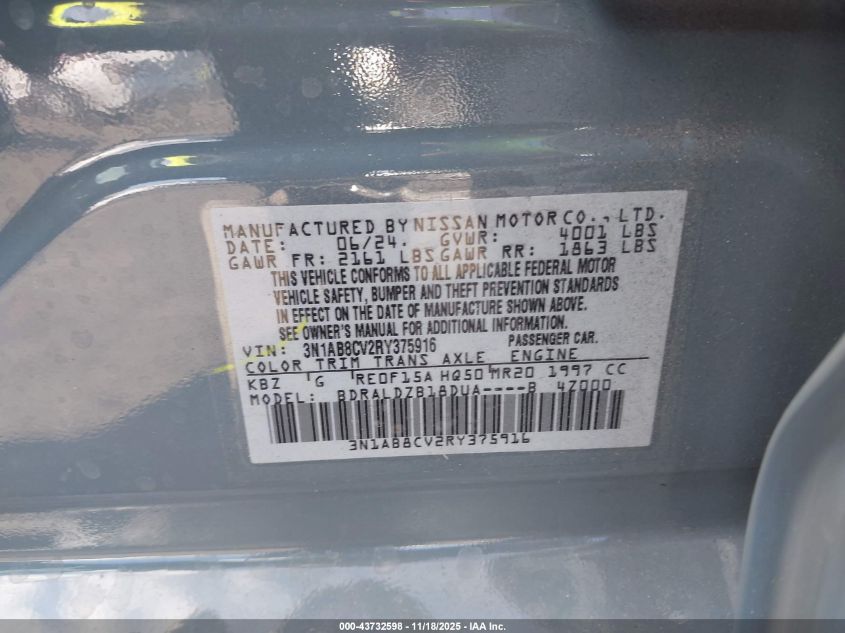 MANUFACTURED BY NISSAN MOTOR CO., LTD.
DATE: 06/24. GVWR: 4001 LBS
GAWR FR: 2161 LBS GAWR RR: 1863 LBS
THIS VEHICLE CONFORMS TO ALL APPLICABLE FEDERAL MOTOR
VEHICLE SAFETY, BUMPER AND THEFT PREVENTION STANDARDS
IN EFFECT ON THE DATE OF MANUFACTURE SHOWN ABOVE.
SEE OWNER'S MANUAL FOR ADDITIONAL INFORMATION.
VIN: 3N1AB8CV2RY375916 PASSENGER CAR.
COLOR TRIM TRANS AXLE ENGINE
KBZ G RE0F15A HQ50 MR20 1997 CC
MODEL: BDRALDZB18DUA----B 4Z000
3N1AB8CV2RY375916
000-43732598 - 11/18/2025 - IAA Inc.